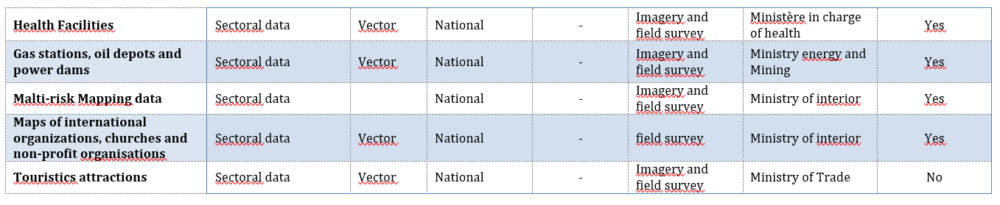 Health Facilities Sectoral data Vector National - Imagery and field survey Ministère in charge of health Yes
Gas stations, oil depots and power dams Sectoral data Vector National - Imagery and field survey Ministry energy and Mining Yes
Malti-risk Mapping data Sectoral data National - Imagery and field survey Ministry of interior Yes
Maps of international organizations, churches and non-profit organisations Sectoral data Vector National - field survey Ministry of interior Yes
Touristics attractions Sectoral data Vector National - Imagery and field survey Ministry of Trade No